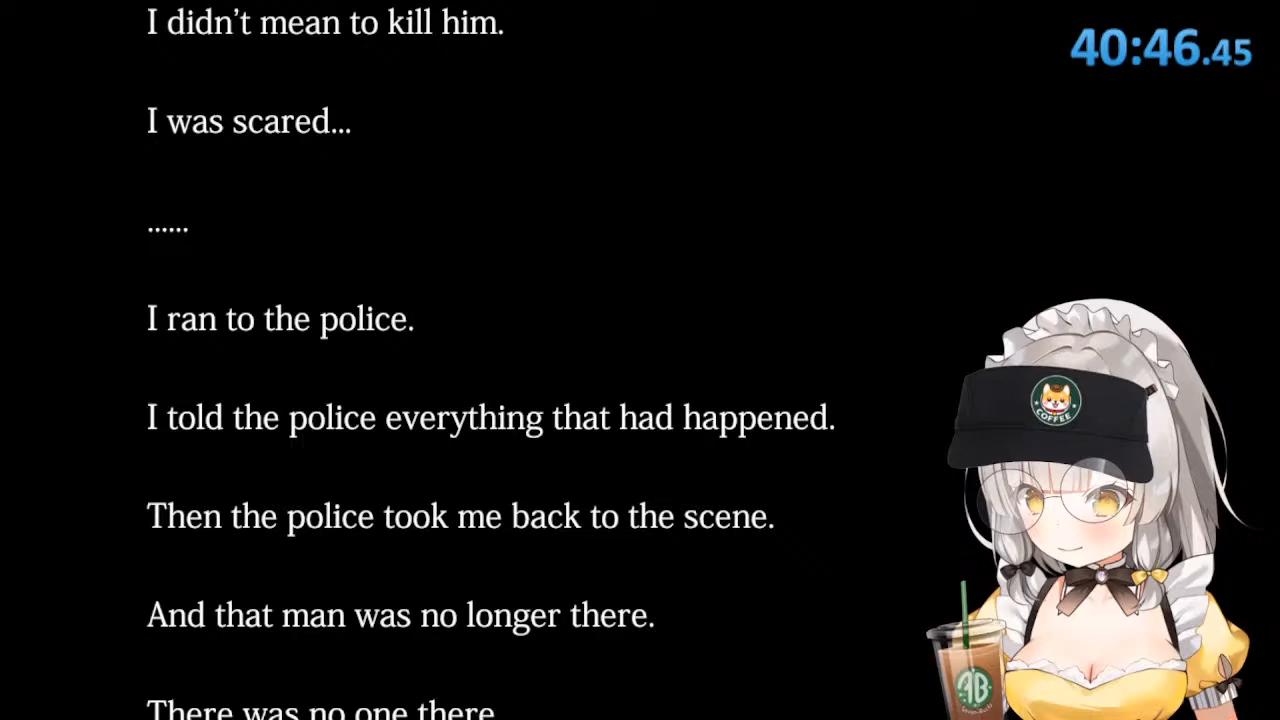 I didn’t mean to kill him.
40:46.45
I was scared...
......
I ran to the police.
I told the police everything that had happened.
Then the police took me back to the scene.
And that man was no longer there.
There was no one there
COFFEE